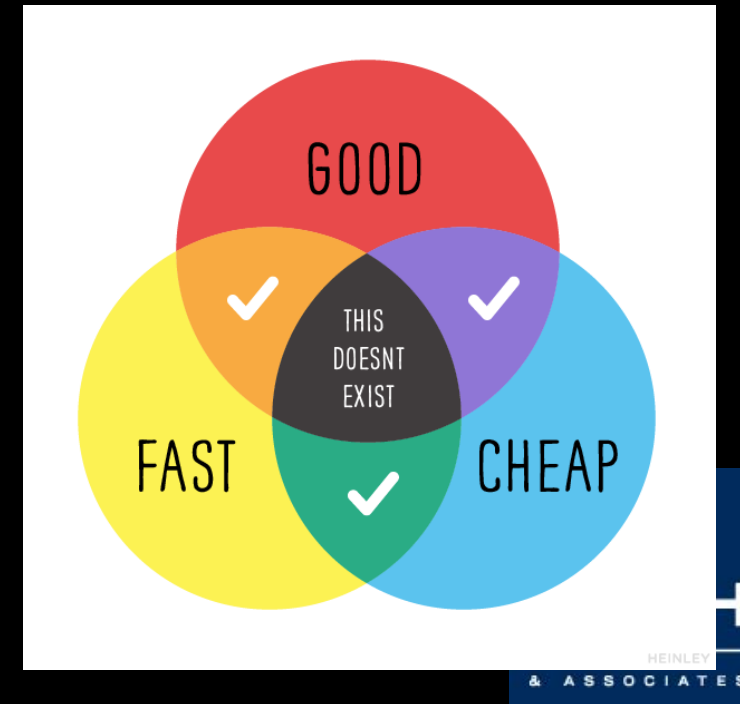 GOOD
THIS
DOESNT
EXIST
FAST
CHEAP
HEINLEY
& ASSOCIATES